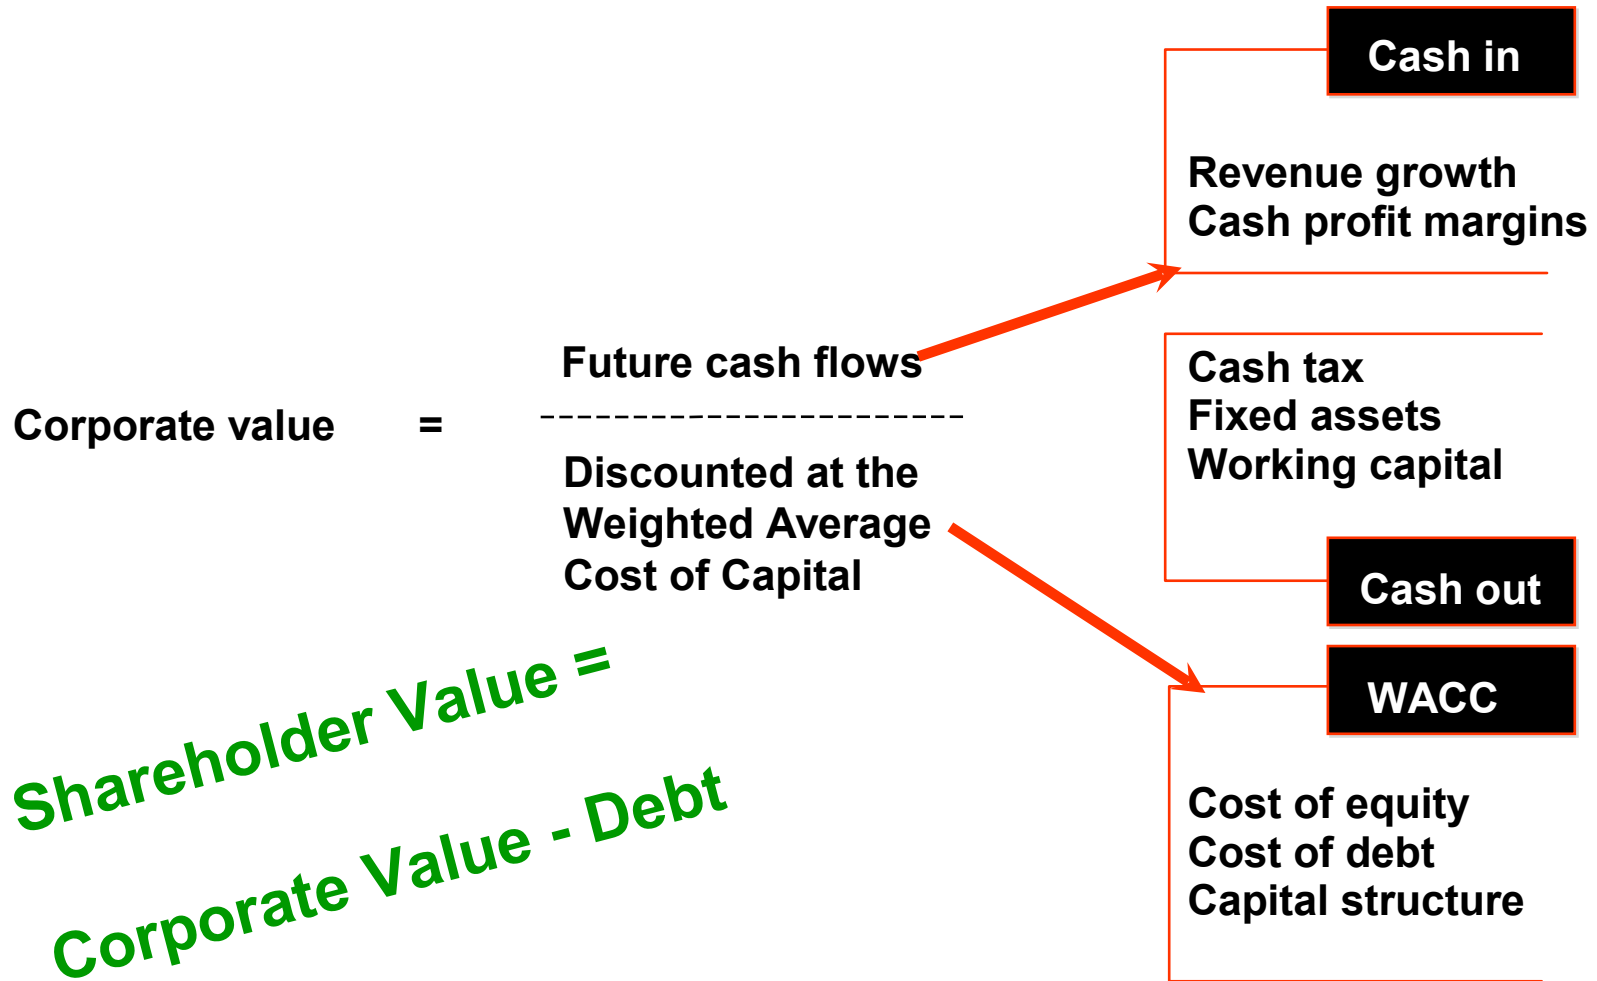 Cash in
Revenue growth
Cash profit margins
Future cash flows
Corporate value =
Discounted at the
Weighted Average
Cost of Capital
Cash tax
Fixed assets
Working capital
Cash out
WACC
Cost of equity
Cost of debt
Capital structure
Shareholder Value =
Corporate Value - Debt